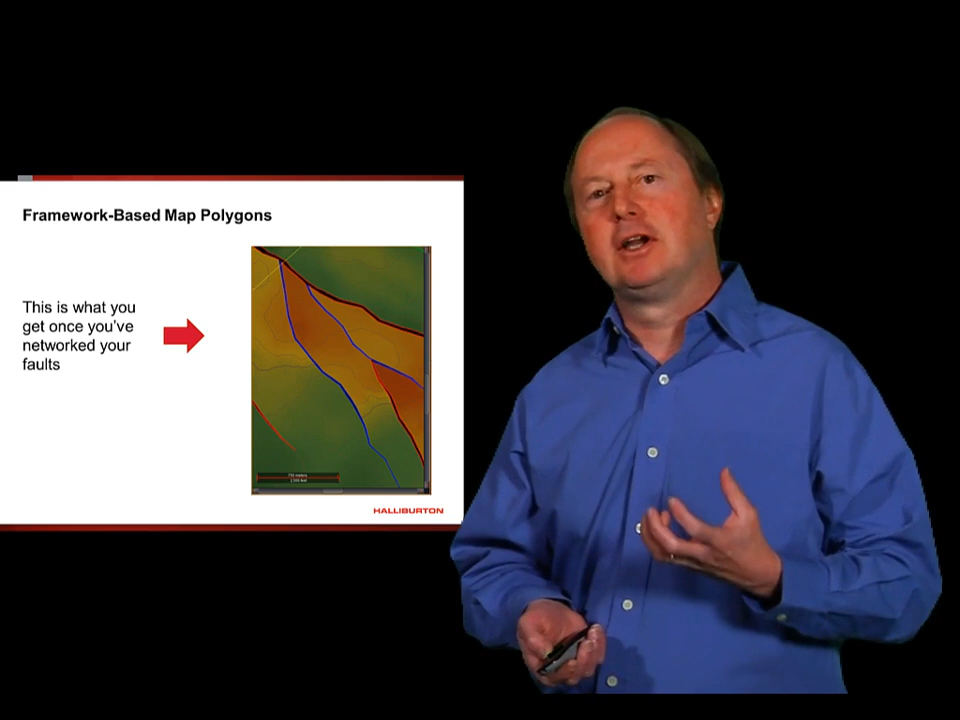 Framework-Based Map Polygons
This is what you
get once you've
networked your
faults
HALLIBURTON